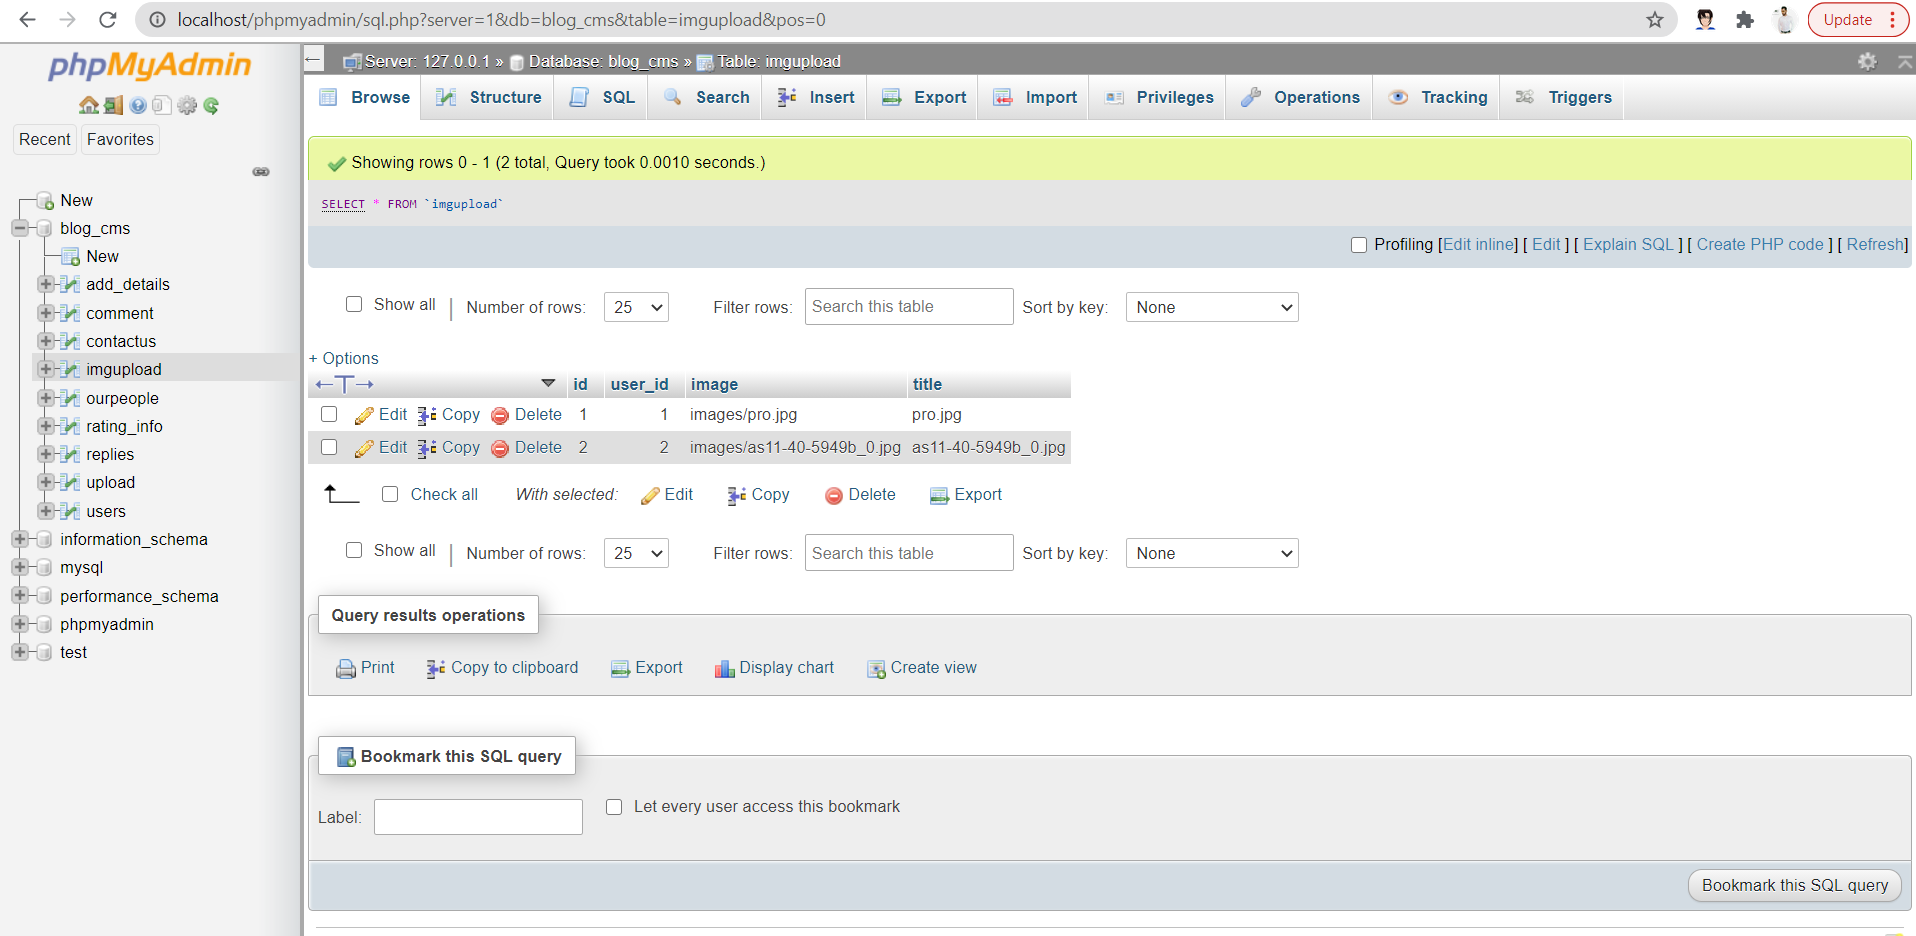 localhost/phpmyadmin/sql.php?server=1&db=blog_cms&table=imgupload&pos=0
Update
phpMyAdmin
Recent Favorites
New
blog_cms
New
add_details
comment
contactus
imgupload
ourpeople
rating_info
replies
upload
users
information_schema
mysql
performance_schema
phpmyadmin
test
Server: 127.0.0.1 » Database: blog_cms » Table: imgupload
Browse Structure SQL Search Insert Export Import Privileges Operations Tracking Triggers
Showing rows 0 - 1 (2 total, Query took 0.0010 seconds.)
SELECT * FROM `imgupload`
Profiling [Edit inline] [ Edit ] [ Explain SQL ] [ Create PHP code ] [ Refresh]
Show all | Number of rows: 25 Filter rows: Search this table Sort by key: None
+ Options
←T→ id user_id image title
Edit Copy Delete 1 1 images/pro.jpg pro.jpg
Edit Copy Delete 2 2 images/as11-40-5949b_0.jpg as11-40-5949b_0.jpg
Check all With selected: Edit Copy Delete Export
Show all | Number of rows: 25 Filter rows: Search this table Sort by key: None
Query results operations
Print Copy to clipboard Export Display chart Create view
Bookmark this SQL query
Label: Let every user access this bookmark
Bookmark this SQL query